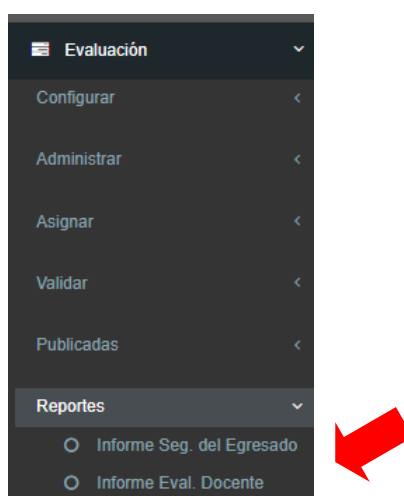 Evaluación
Configurar
Administrar
Asignar
Validar
Publicadas
Reportes
Informe Seg. del Egresado
Informe Eval. Docente